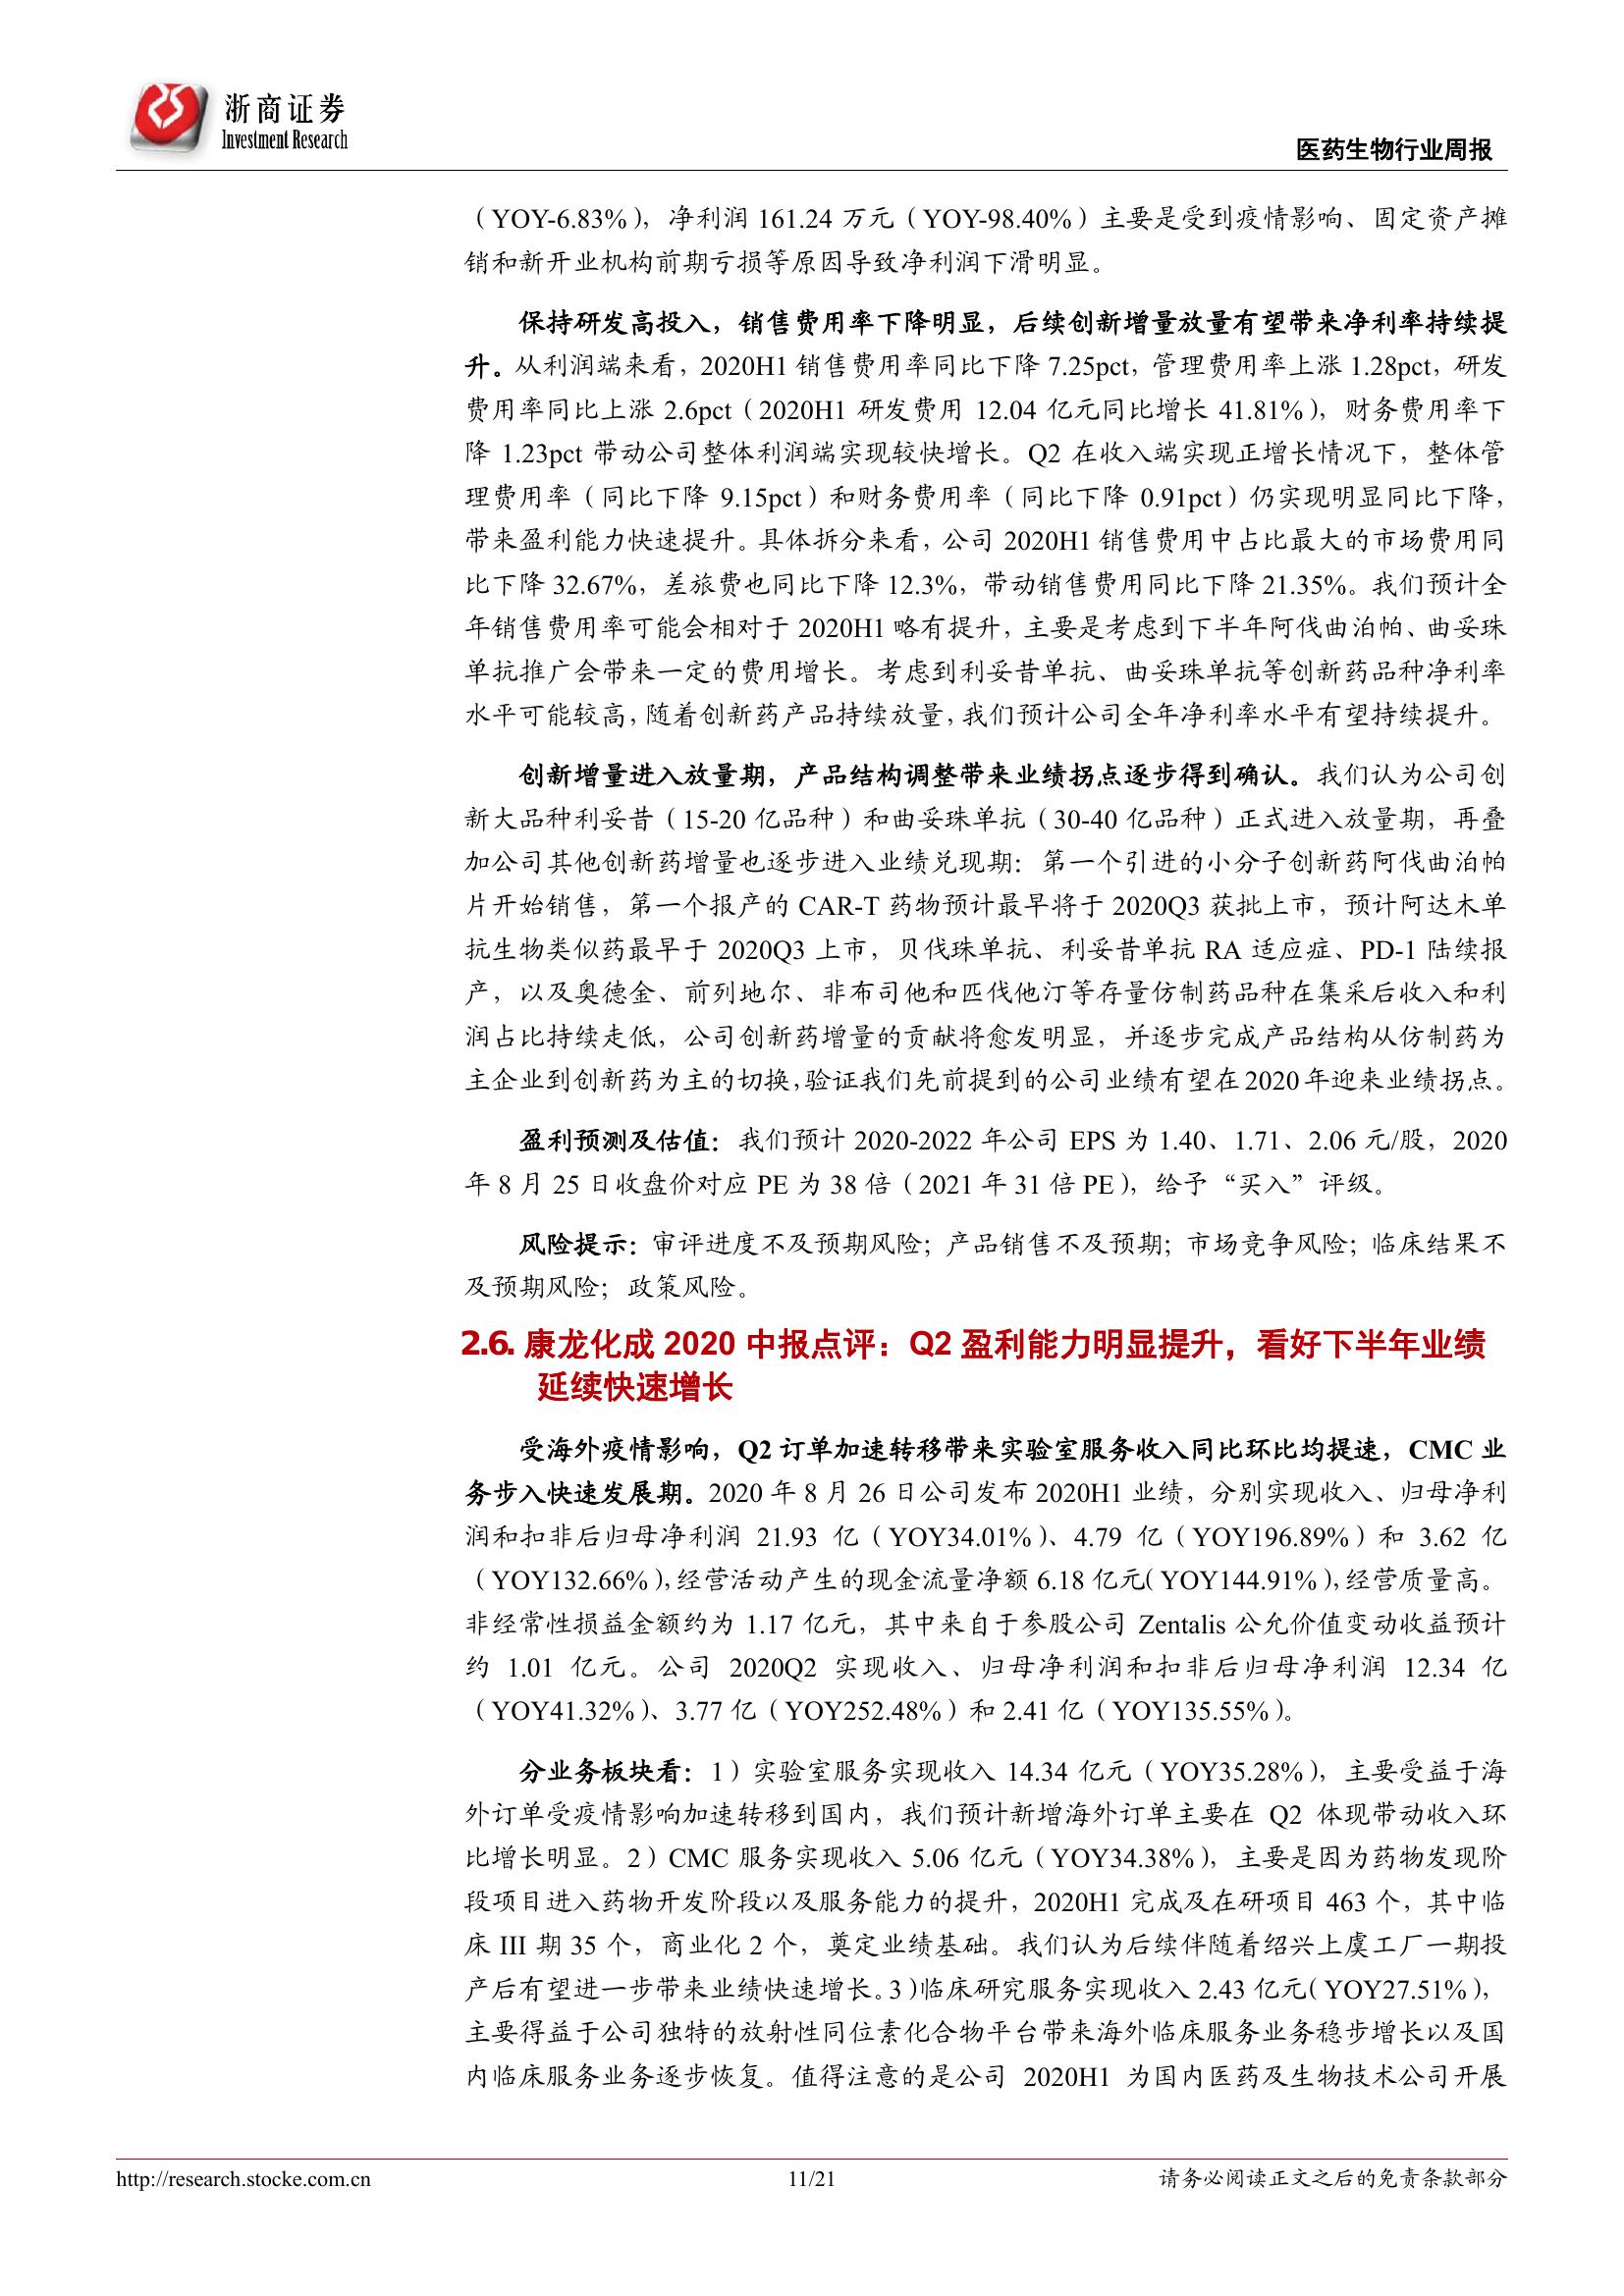 浙商证券
Investment Research
医药生物行业周报
（YOY-6.83%），净利润 161.24 万元（YOY-98.40%）主要是受到疫情影响、固定资产摊
销和新开业机构前期亏损等原因导致净利润下滑明显。
保持研发高投入，销售费用率下降明显，后续创新增量放量有望带来净利率持续提
升。从利润端来看，2020H1 销售费用率同比下降 7.25pct，管理费用率上涨 1.28pct，研发
费用率同比上涨 2.6pct（2020H1 研发费用 12.04 亿元同比增长 41.81%），财务费用率下
降 1.23pct 带动公司整体利润端实现较快增长。Q2 在收入端实现正增长情况下，整体管
理费用率（同比下降 9.15pct）和财务费用率（同比下降 0.91pct）仍实现明显同比下降，
带来盈利能力快速提升。具体拆分来看，公司 2020H1 销售费用中占比最大的市场费用同
比下降 32.67%，差旅费也同比下降 12.3%，带动销售费用同比下降 21.35%。我们预计全
年销售费用率可能会相对于 2020H1 略有提升，主要是考虑到下半年阿伐曲泊帕、曲妥珠
单抗推广会带来一定的费用增长。考虑到利妥昔单抗、曲妥珠单抗等创新药品种净利率
水平可能较高，随着创新药产品持续放量，我们预计公司全年净利率水平有望持续提升。
创新增量进入放量期，产品结构调整带来业绩拐点逐步得到确认。我们认为公司创
新大品种利妥昔（15-20 亿品种）和曲妥珠单抗（30-40 亿品种）正式进入放量期，再叠
加公司其他创新药增量也逐步进入业绩兑现期：第一个引进的小分子创新药阿伐曲泊帕
片开始销售，第一个报产的 CAR-T 药物预计最早将于 2020Q3 获批上市，预计阿达木单
抗生物类似药最早于 2020Q3 上市，贝伐珠单抗、利妥昔单抗 RA 适应症、PD-1 陆续报
产，以及奥德金、前列地尔、非布司他和匹伐他汀等存量仿制药品种在集采后收入和利
润占比持续走低，公司创新药增量的贡献将愈发明显，并逐步完成产品结构从仿制药为
主企业到创新药为主的切换，验证我们先前提到的公司业绩有望在 2020 年迎来业绩拐点。
盈利预测及估值：我们预计 2020-2022 年公司 EPS 为 1.40、1.71、2.06 元/股，2020
年 8 月 25 日收盘价对应 PE 为 38 倍（2021 年 31 倍 PE），给予“买入”评级。
风险提示：审评进度不及预期风险；产品销售不及预期；市场竞争风险；临床结果不
及预期风险；政策风险。
2.6. 康龙化成 2020 中报点评：Q2 盈利能力明显提升，看好下半年业绩
延续快速增长
受海外疫情影响，Q2 订单加速转移带来实验室服务收入同比环比均提速，CMC 业
务步入快速发展期。2020 年 8 月 26 日公司发布 2020H1 业绩，分别实现收入、归母净利
润和扣非后归母净利润 21.93 亿（YOY34.01%）、4.79 亿（YOY196.89%）和 3.62 亿
（YOY132.66%），经营活动产生的现金流量净额 6.18 亿元（YOY144.91%），经营质量高。
非经常性损益金额约为 1.17 亿元，其中来自于参股公司 Zentalis 公允价值变动收益预计
约 1.01 亿元。公司 2020Q2 实现收入、归母净利润和扣非后归母净利润 12.34 亿
（YOY41.32%）、3.77 亿（YOY252.48%）和 2.41 亿（YOY135.55%）。
分业务板块看：1）实验室服务实现收入 14.34 亿元（YOY35.28%），主要受益于海
外订单受疫情影响加速转移到国内，我们预计新增海外订单主要在 Q2 体现带动收入环
比增长明显。2）CMC 服务实现收入 5.06 亿元（YOY34.38%），主要是因为药物发现阶
段项目进入药物开发阶段以及服务能力的提升，2020H1 完成及在研项目 463 个，其中临
床 III 期 35 个，商业化 2 个，奠定业绩基础。我们认为后续伴随着绍兴上虞工厂一期投
产后有望进一步带来业绩快速增长。3）临床研究服务实现收入 2.43 亿元（YOY27.51%），
主要得益于公司独特的放射性同位素化合物平台带来海外临床服务业务稳步增长以及国
内临床服务业务逐步恢复。值得注意的是公司 2020H1 为国内医药及生物技术公司开展
http://research.stocke.com.cn
11/21
请务必阅读正文之后的免责条款部分